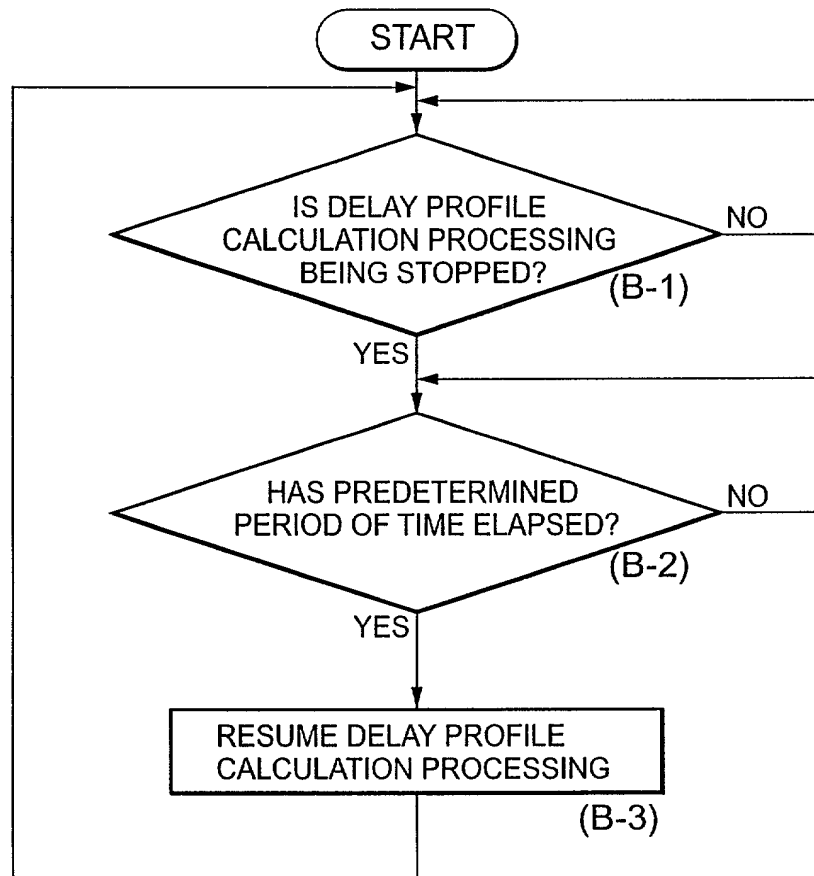 START
IS DELAY PROFILE
CALCULATION PROCESSING
BEING STOPPED?
NO
(B-1)
YES
HAS PREDETERMINED
PERIOD OF TIME ELAPSED?
NO
(B-2)
YES
RESUME DELAY PROFILE
CALCULATION PROCESSING
(B-3)